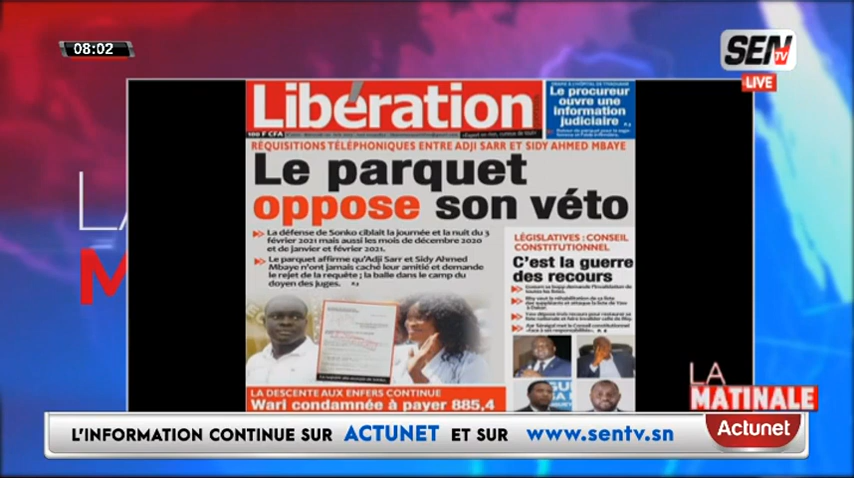 08:02
SEN
TV
LIVE
Libération
100 F CFA
Le procureur
ouvre une
information
judiciaire
RÉQUISITIONS TÉLÉPHONIQUES ENTRE ADJI SARR ET SIDY AHMED MBAYE
Le parquet
oppose son véto
La défense de Sonko ciblait la journée et la nuit du 3
février 2021 mais aussi les mois de décembre 2020
et de janvier et février 2021.
Le parquet affirme qu'Adji Sarr et Sidy Ahmed
Mbaye n'ont jamais caché leur amitié et demande
le rejet de la requête ; la balle dans le camp du
doyen des juges.
LÉGISLATIVES : CONSEIL
CONSTITUTIONNEL
C'est la guerre
des recours
LA DESCENTE AUX ENFERS CONTINUE
Wari condamnée à payer 885,4
LA
M
LA
MATINALE
L'INFORMATION CONTINUE SUR ACTUNET ET SUR www.sentv.sn
Actunet